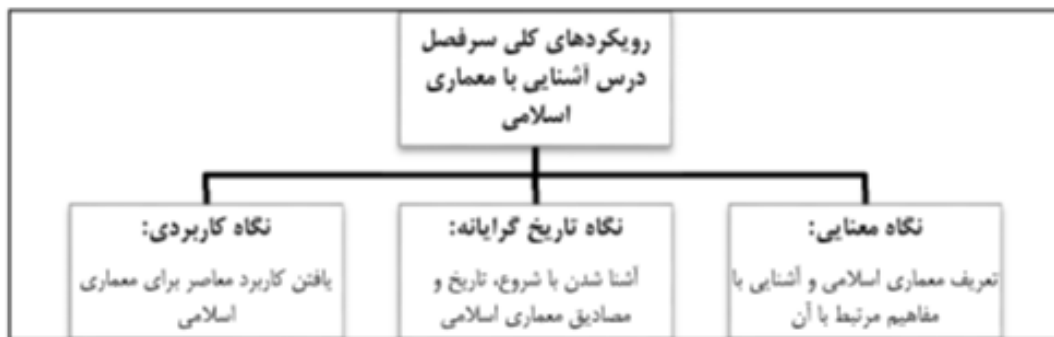 رویکردهای کلی سرفصل
درس آشنایی با معماری
اسلامی
نگاه معنایی:
تعریف معماری اسلامی و آشنایی با
مفاهیم مرتبط با آن
نگاه تاریخ گرایانه:
آشنا شدن با شروع، تاریخ و
مصادیق معماری اسلامی
نگاه کاربردی:
یافتن کاربرد معاصر برای معماری
اسلامی